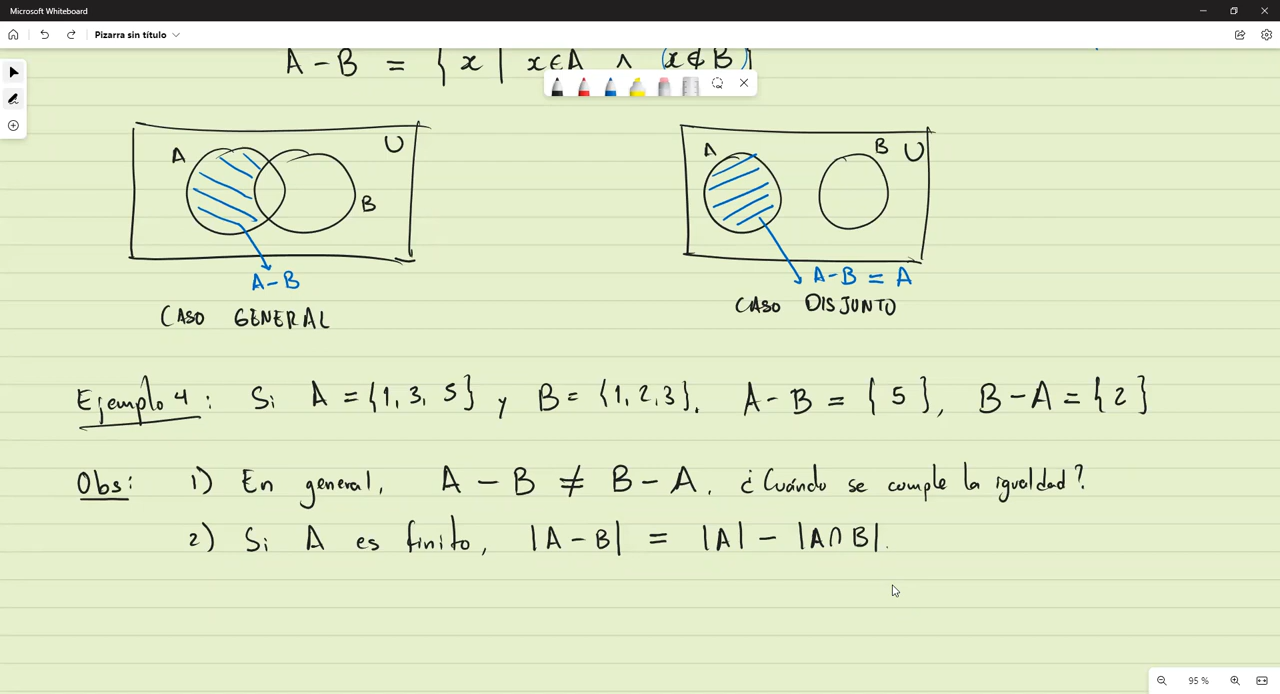 Microsoft Whiteboard
Pizarra sin título
A - B = { x | x ∈ A ∧ (x ∉ B) }
A U
B
A-B
CASO GENERAL
A B U
A-B = A
CASO DISJUNTO
Ejemplo 4: Si A = {1, 3, 5} y B = {1, 2, 3}. A - B = { 5 }, B - A = { 2 }
Obs: 1) En general, A - B ≠ B - A. ¿Cuándo se cumple la igualdad?
2) Si A es finito, |A - B| = |A| - |A ∩ B|.
95 %